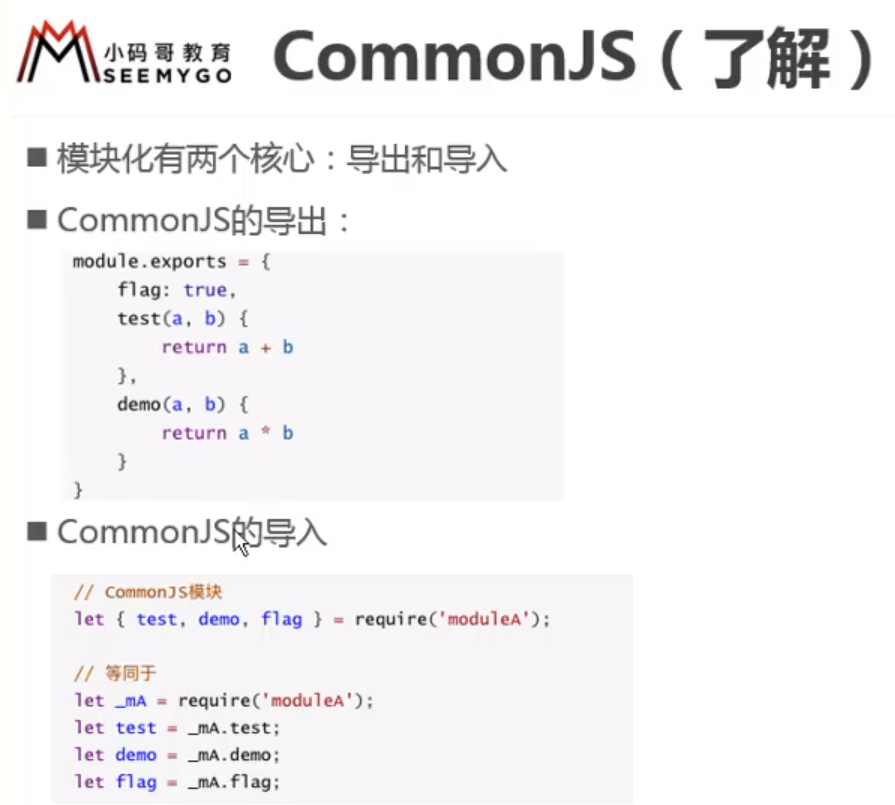 小码哥教育
SEEMYGO
CommonJS（了解）
■ 模块化有两个核心：导出和导入
■ CommonJS的导出：
module.exports = {
    flag: true,
    test(a, b) {
        return a + b
    },
    demo(a, b) {
        return a * b
    }
}
■ CommonJS的导入
// CommonJS模块
let { test, demo, flag } = require('moduleA');
// 等同于
let _mA = require('moduleA');
let test = _mA.test;
let demo = _mA.demo;
let flag = _mA.flag;